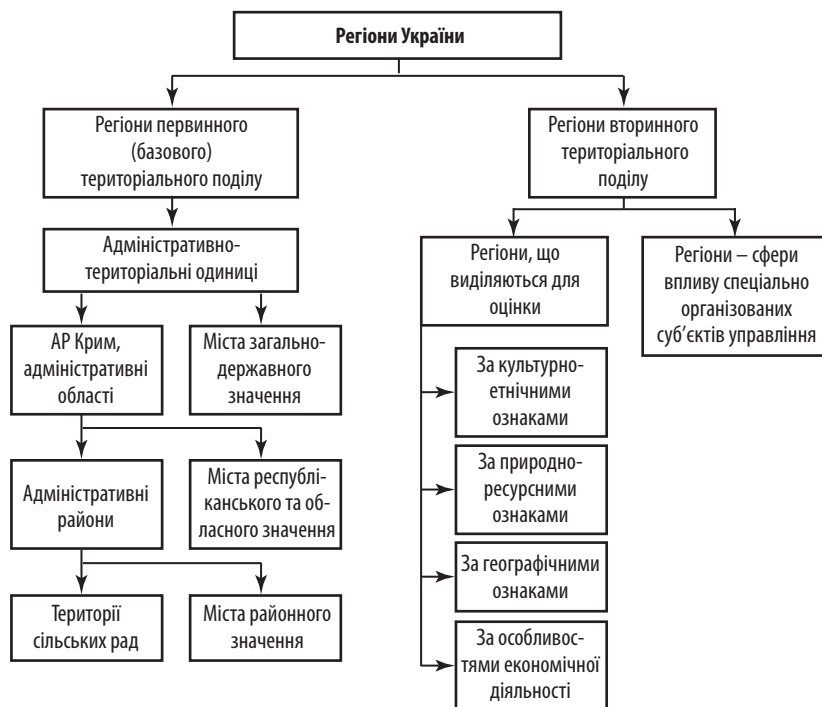 Регіони України
Регіони первинного
(базового)
територіального поділу
Регіони вторинного
територіального
поділу
Адміністративно-
територіальні одиниці
Регіони, що
виділяються для
оцінки
Регіони – сфери
впливу спеціально
організованих
суб’єктів управління
АР Крим,
адміністративні
області
Міста загально-
державного
значення
За культурно-
етнічними
ознаками
Адміністративні
райони
Міста республі-
канського та об-
ласного значення
За природно-
ресурсними
ознаками
За географічними
ознаками
Території
сільських рад
Міста районного
значення
За особливос-
тями економічної
діяльності